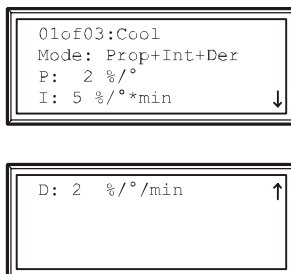 01of03:Cool
Mode: Prop+Int+Der
P:  2 %/°
I: 5 %/°*min ↓
D: 2  %/°/min ↑